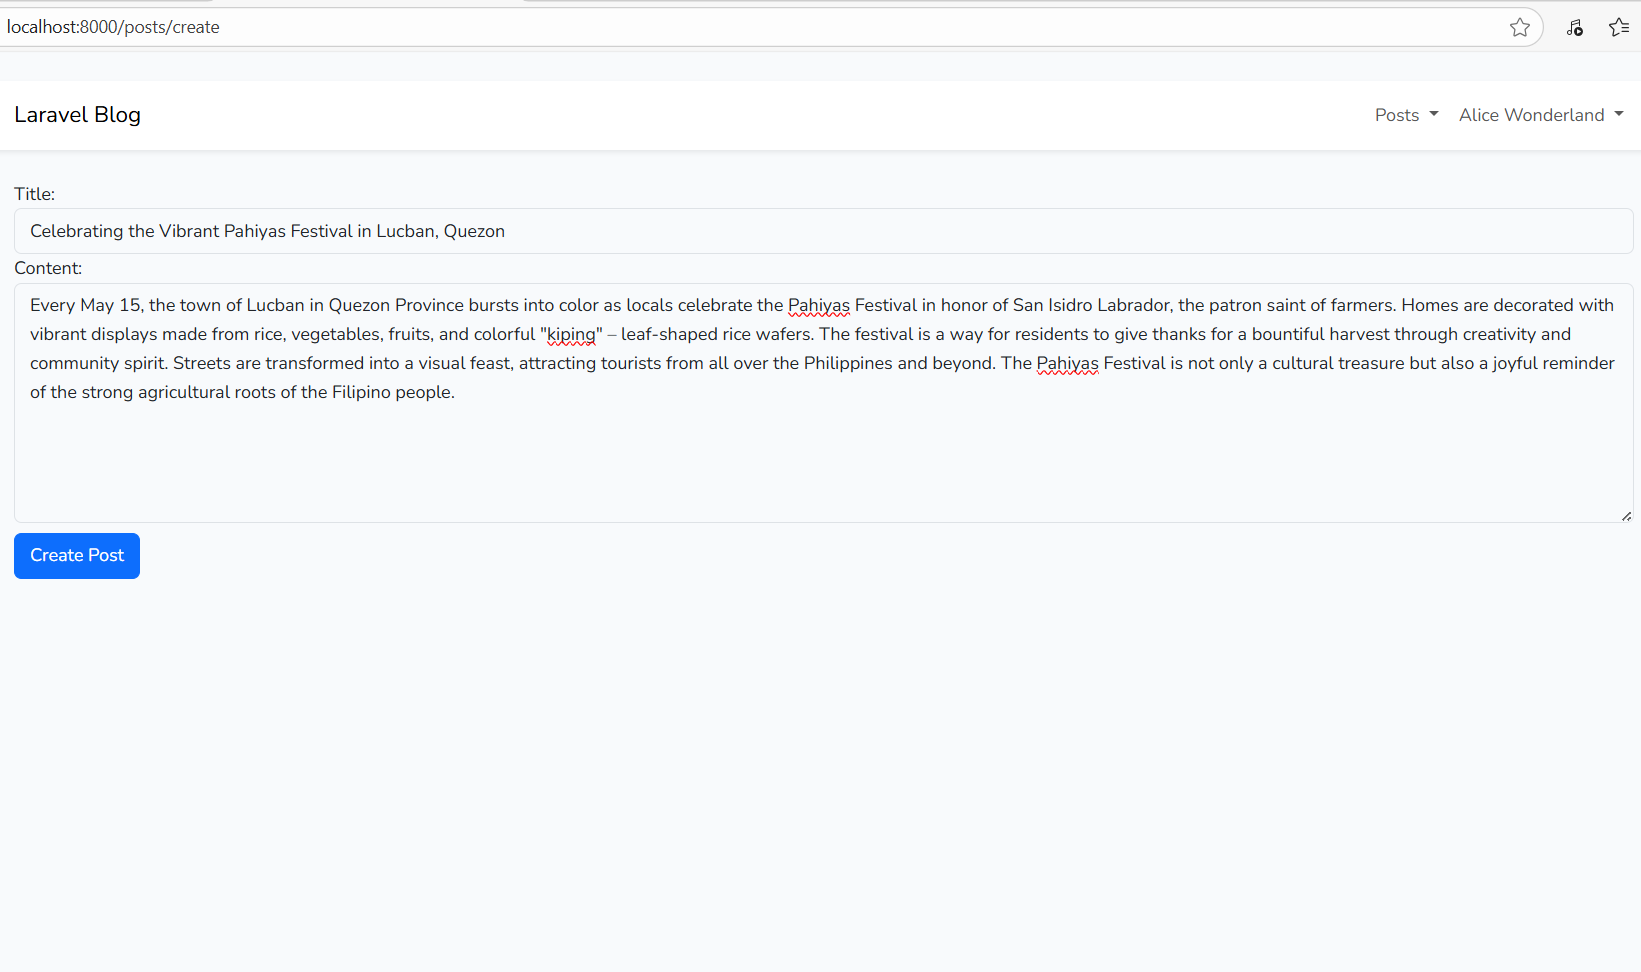 localhost:8000/posts/create
Laravel Blog
Posts
Alice Wonderland
Title:
Celebrating the Vibrant Pahiyas Festival in Lucban, Quezon
Content:
Every May 15, the town of Lucban in Quezon Province bursts into color as locals celebrate the Pahiyas Festival in honor of San Isidro Labrador, the patron saint of farmers. Homes are decorated with
vibrant displays made from rice, vegetables, fruits, and colorful "kiping" – leaf-shaped rice wafers. The festival is a way for residents to give thanks for a bountiful harvest through creativity and
community spirit. Streets are transformed into a visual feast, attracting tourists from all over the Philippines and beyond. The Pahiyas Festival is not only a cultural treasure but also a joyful reminder
of the strong agricultural roots of the Filipino people.
Create Post